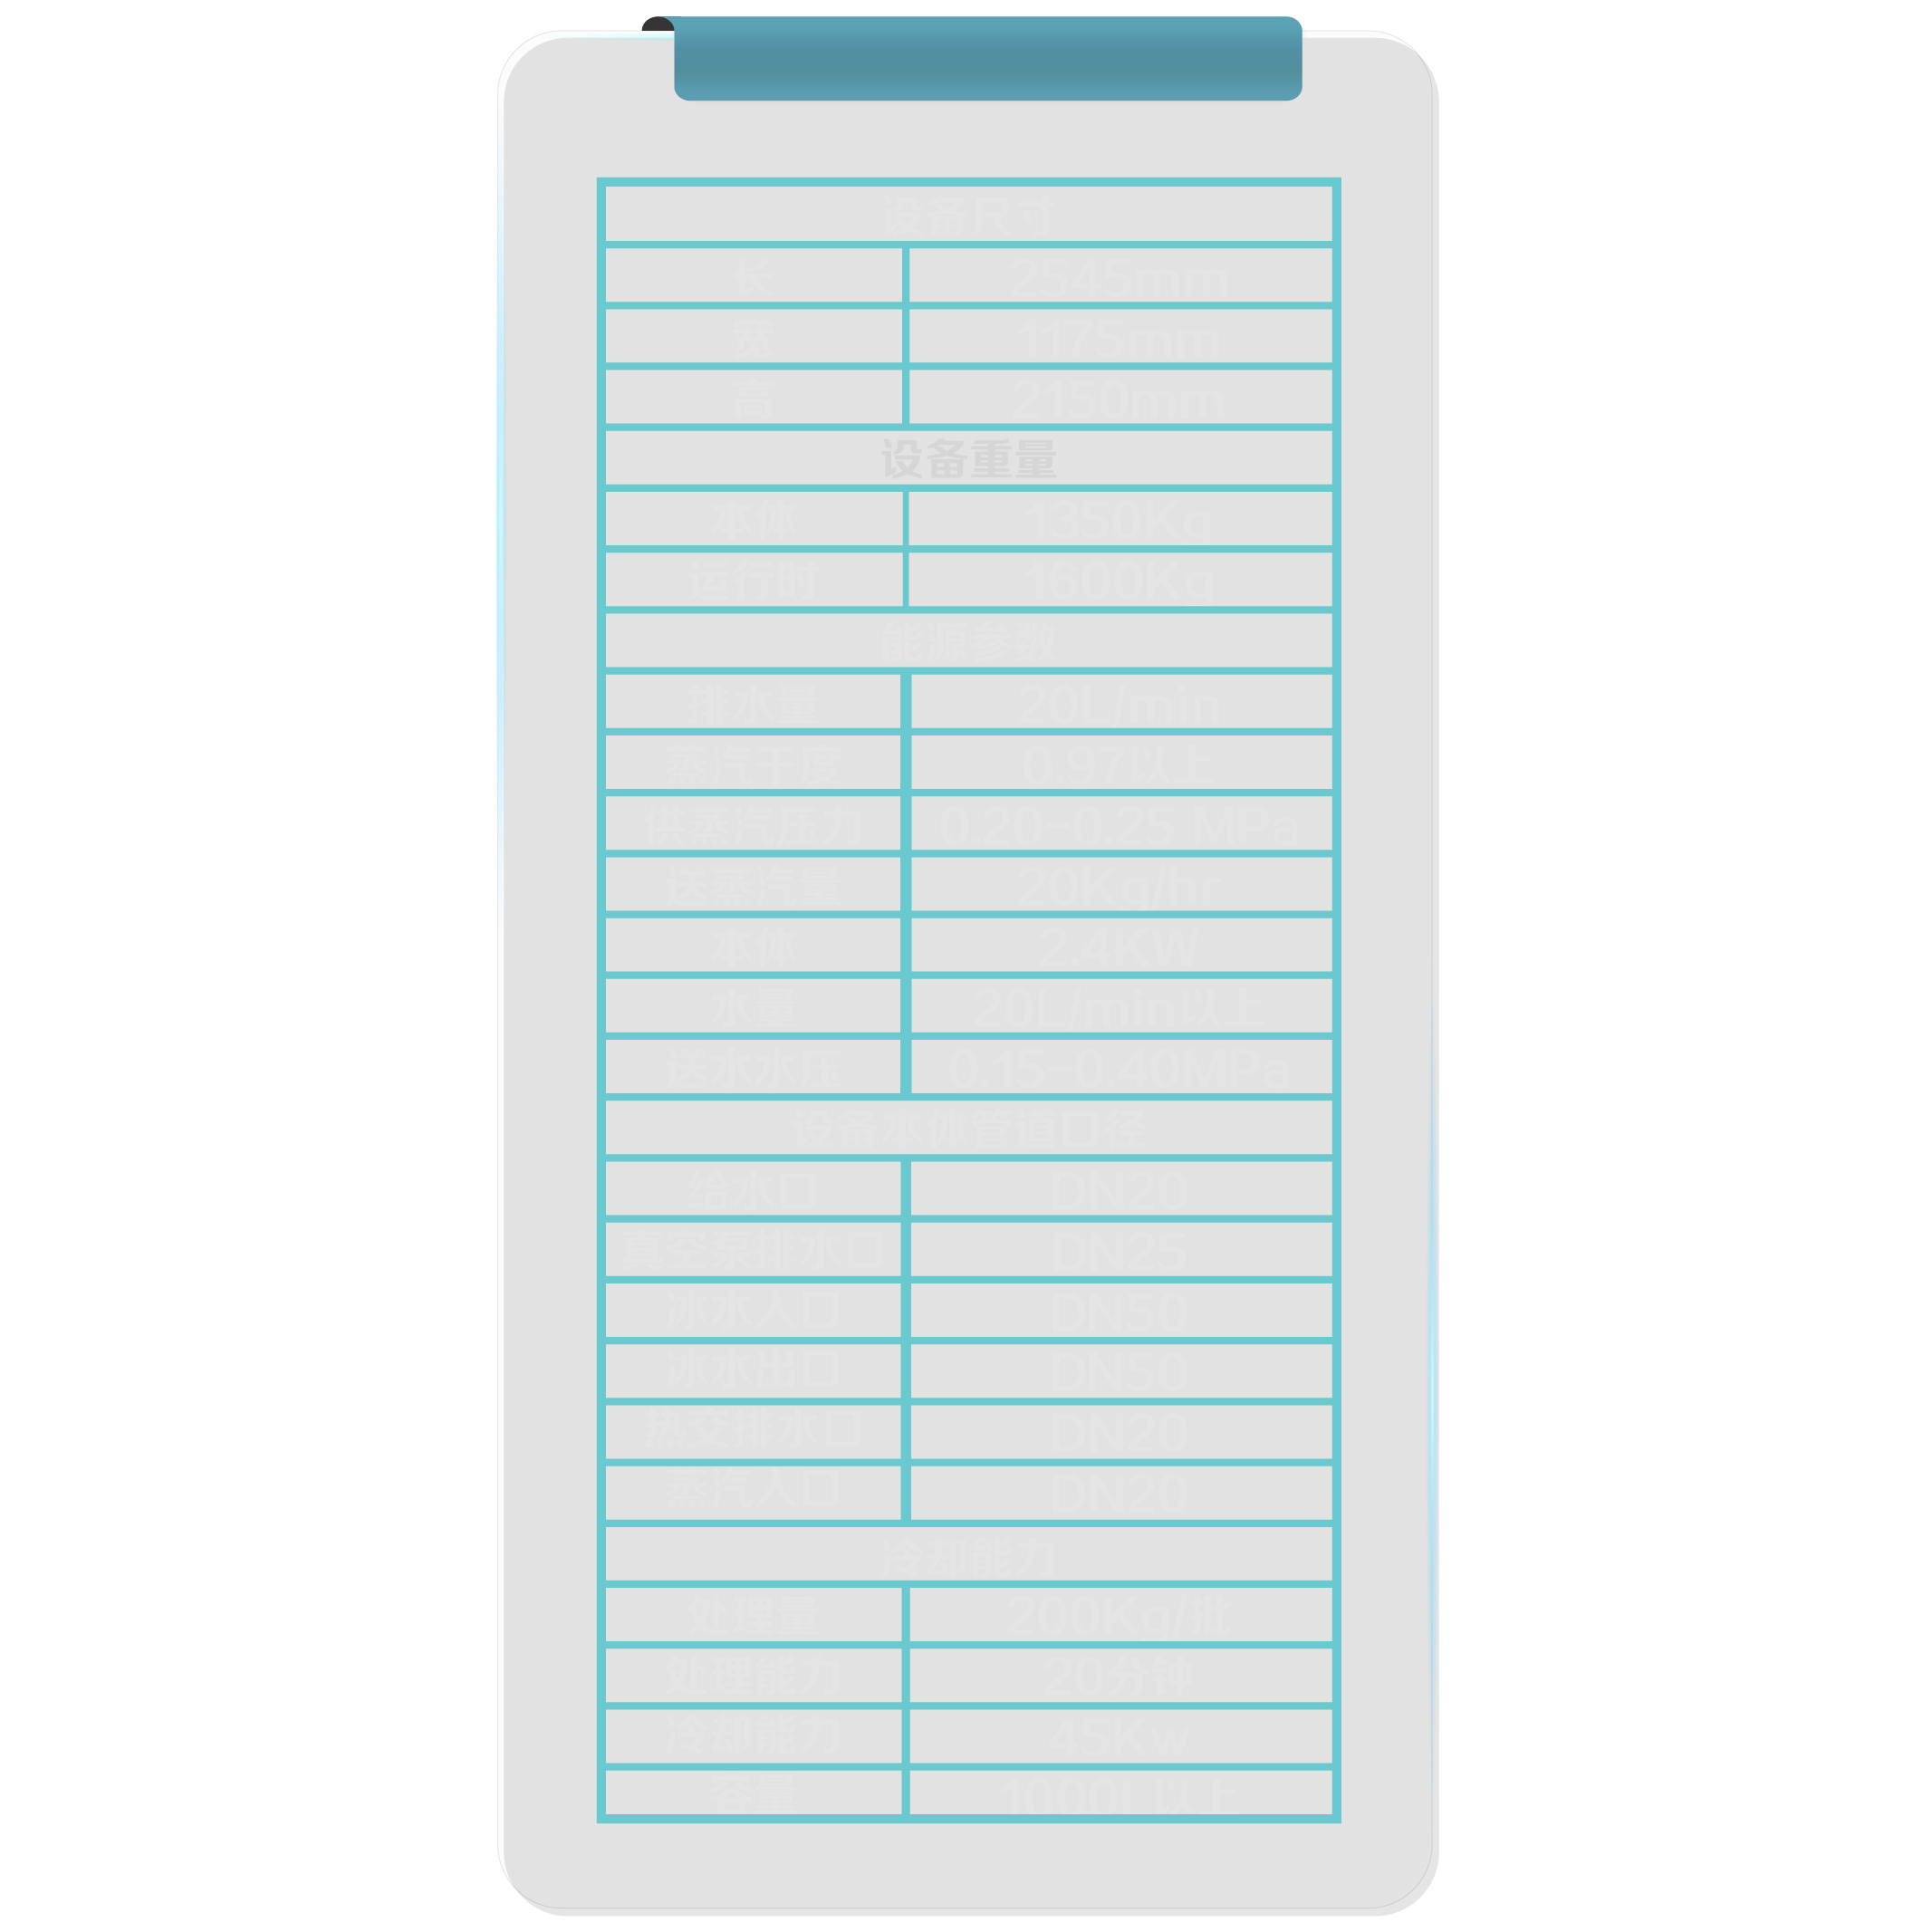 设备尺寸
长 2545mm
宽 1175mm
高 2150mm
设备重量
本体 1350Kg
运行时 1600Kg
能源参数
排水量 20L/min
蒸汽干度 0.97以上
供蒸汽压力 0.20-0.25 MPa
送蒸汽量 20Kg/hr
本体 2.4KW
水量 20L/min以上
送水水压 0.15-0.40MPa
设备本体管道口径
给水口 DN20
真空泵排水口 DN25
冰水入口 DN50
冰水出口 DN50
热交排水口 DN20
蒸汽入口 DN20
冷却能力
处理量 200Kg/批
处理能力 20分钟
冷却能力 45Kw
容量 1000l 以上